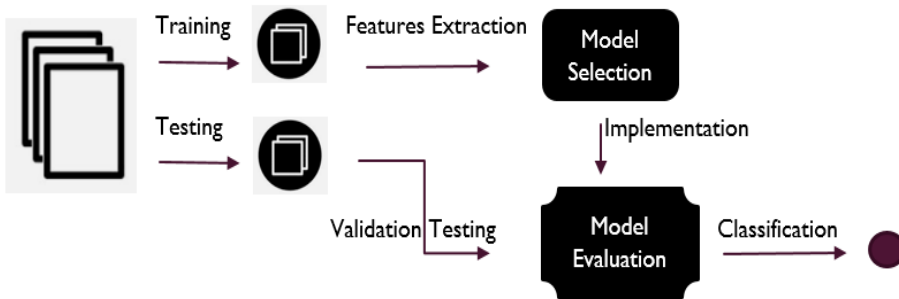 Training
Features Extraction
Model
Selection
Testing
Implementation
Validation Testing
Model
Evaluation
Classification